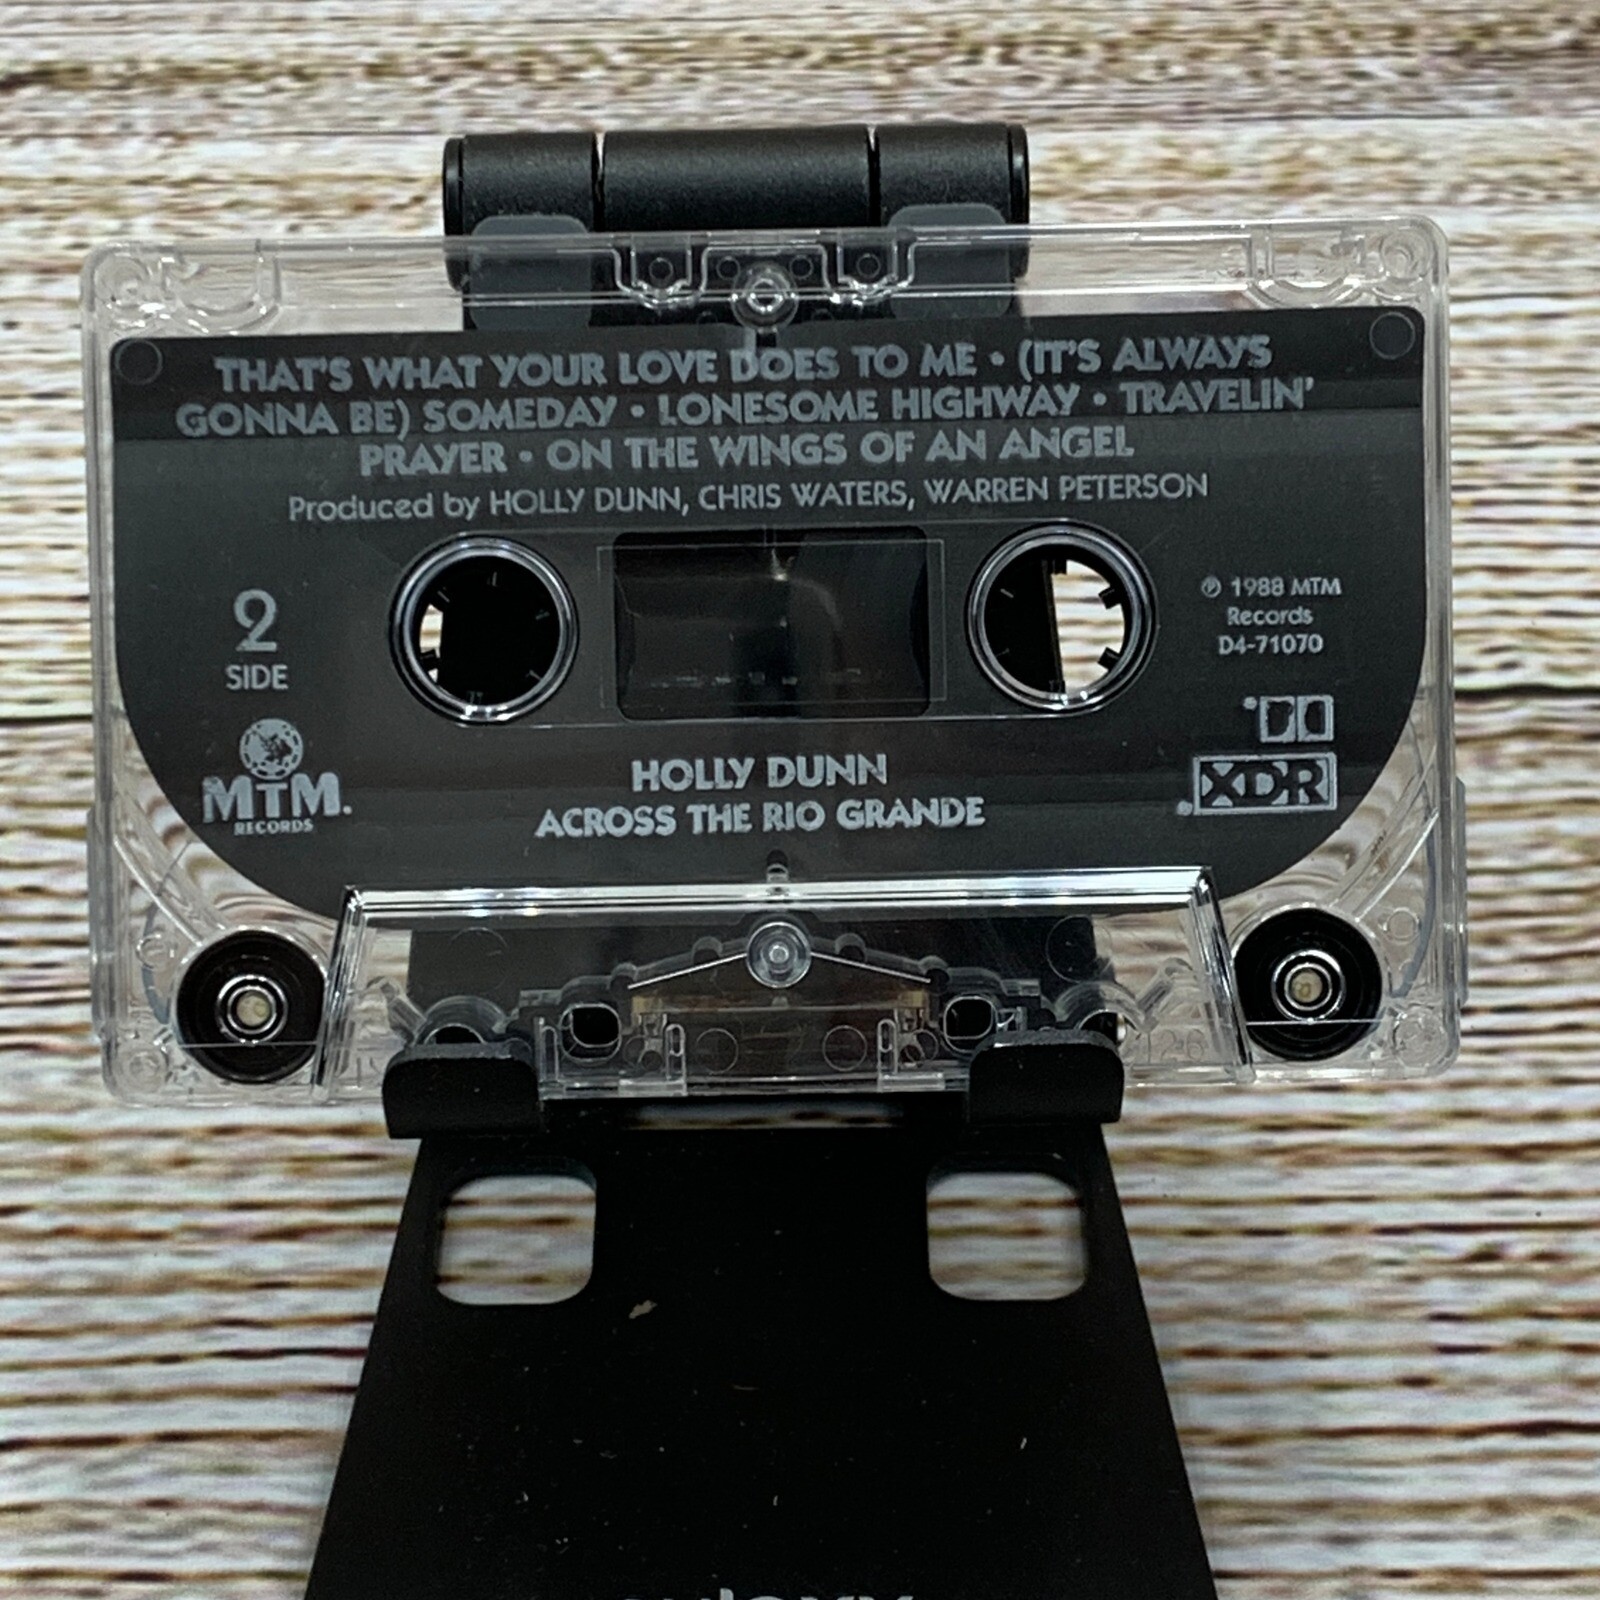 THAT'S WHAT YOUR LOVE DOES TO ME • (IT'S ALWAYS
GONNA BE) SOMEDAY • LONESOME HIGHWAY • TRAVELIN'
PRAYER • ON THE WINGS OF AN ANGEL
Produced by HOLLY DUNN, CHRIS WATERS, WARREN PETERSON
2
SIDE
℗ 1988 MTM
Records
D4-71070
MTM.
RECORDS
XDR
HOLLY DUNN
ACROSS THE RIO GRANDE